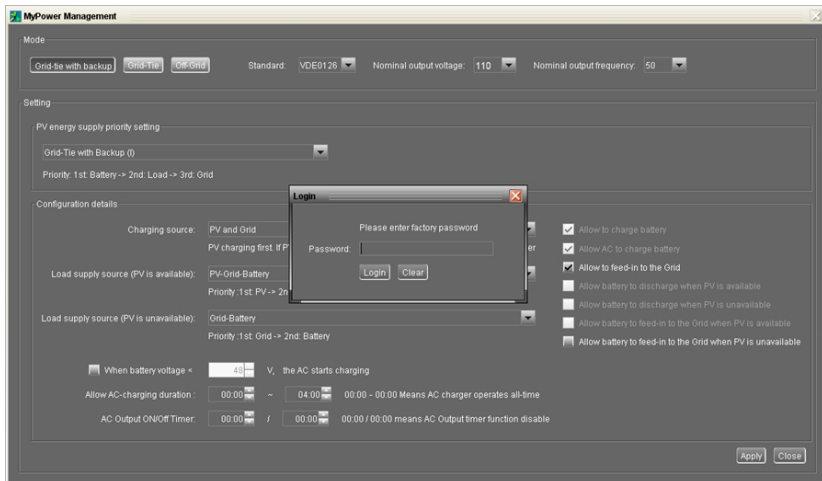 MyPower Management
Mode
Grid-tie with backup Grid-Tie Off-Grid Standard: VDE0126 Nominal output voltage: 110 Nominal output frequency: 50
Setting
PV energy supply priority setting
Grid-Tie with Backup (I)
Priority: 1st: Battery -> 2nd: Load -> 3rd: Grid
Configuration details
Charging source: PV and Grid
PV charging first. If P
er
Load supply source (PV is available): PV-Grid-Battery
Priority :1st: PV -> 2n
Load supply source (PV is unavailable): Grid-Battery
Priority :1st: Grid -> 2nd: Battery
Login
Please enter factory password
Password:
Login Clear
Allow to charge battery
Allow AC to charge battery
Allow to feed-in to the Grid
Allow battery to discharge when PV is available
Allow battery to discharge when PV is unavailable
Allow battery to feed-in to the Grid when PV is available
Allow battery to feed-in to the Grid when PV is unavailable
When battery voltage < 48 V, the AC starts charging
Allow AC-charging duration : 00:00 ~ 04:00 00:00 - 00:00 Means AC charger operates all-time
AC Output ON/Off Timer: 00:00 / 00:00 00:00 / 00:00 means AC Output timer function disable
Apply Close